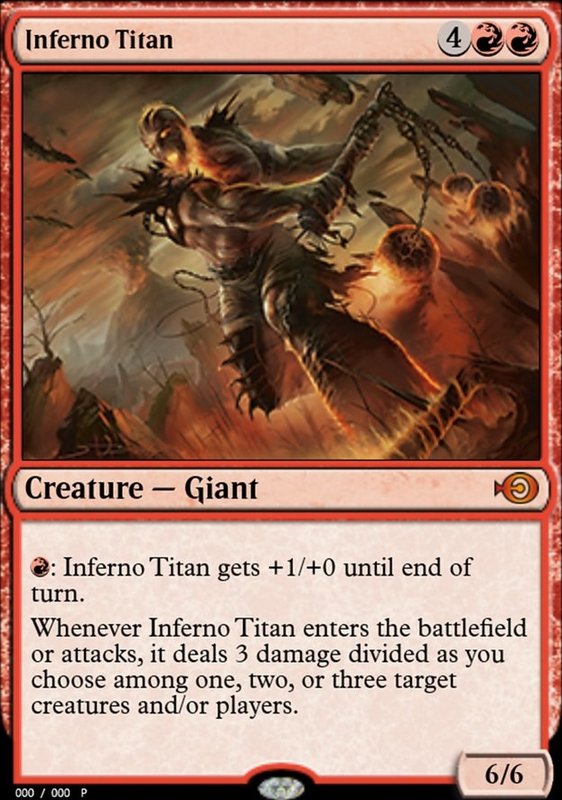 Inferno Titan 4
Creature — Giant
: Inferno Titan gets +1/+0 until end of
turn.
Whenever Inferno Titan enters the battlefield
or attacks, it deals 3 damage divided as you
choose among one, two, or three target
creatures and/or players.
6/6
000 / 000 P